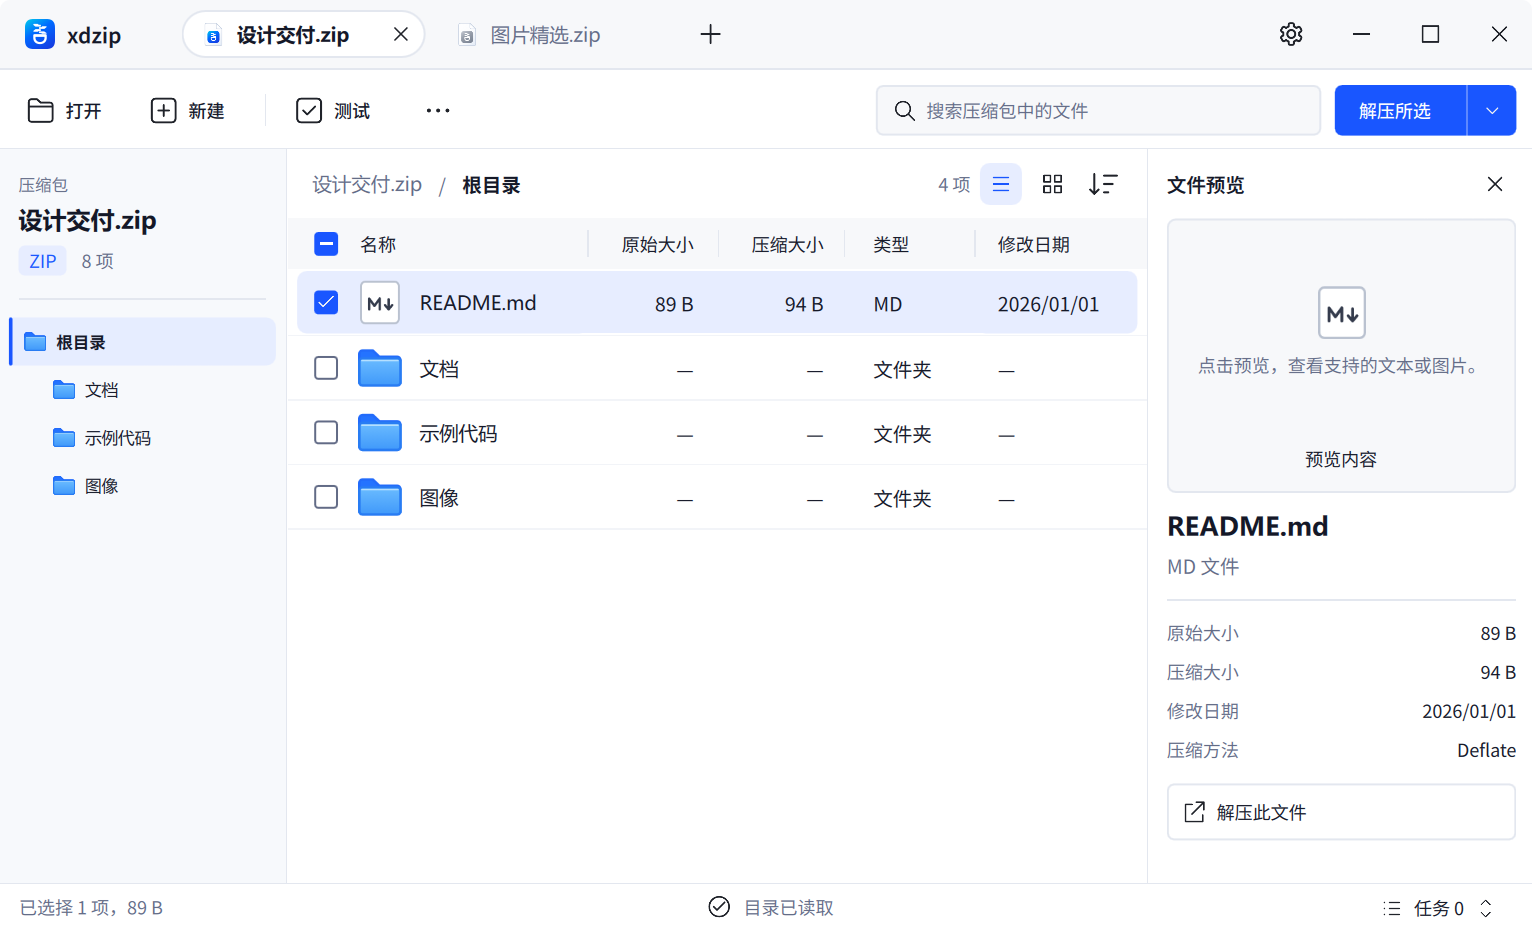 xdzip
设计交付.zip
图片精选.zip
打开
新建
测试
搜索压缩包中的文件
解压所选
压缩包
设计交付.zip
ZIP
8 项
根目录
文档
示例代码
图像
设计交付.zip / 根目录
4 项
名称 原始大小 压缩大小 类型 修改日期
M↓ README.md 89 B 94 B MD 2026/01/01
文档 — — 文件夹 —
示例代码 — — 文件夹 —
图像 — — 文件夹 —
文件预览
M↓
点击预览，查看支持的文本或图片。
预览内容
README.md
MD 文件
原始大小 89 B
压缩大小 94 B
修改日期 2026/01/01
压缩方法 Deflate
解压此文件
已选择 1 项，89 B
目录已读取
任务 0